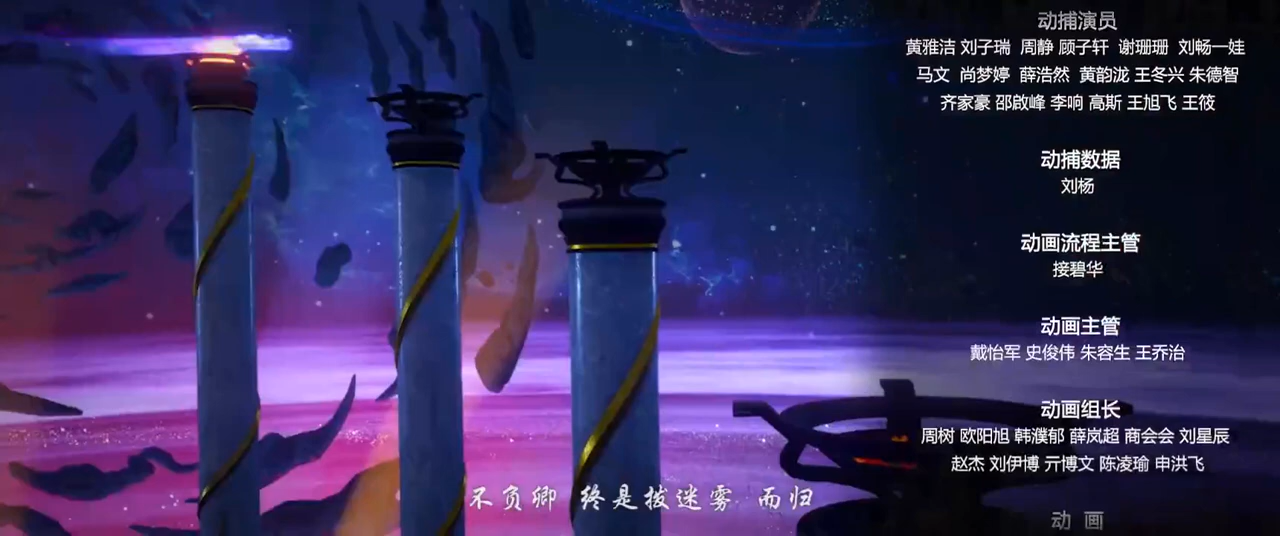 动捕演员
黄雅洁 刘子瑞 周静 顾子轩 谢珊珊 刘畅一娃
马文 尚梦婷 薛浩然 黄韵泷 王冬兴 朱德智
齐家豪 邵啟峰 李响 高斯 王旭飞 王筱
动捕数据
刘杨
动画流程主管
接碧华
动画主管
戴怡军 史俊伟 朱容生 王乔治
动画组长
周树 欧阳旭 韩濮郁 薛岚超 商会会 刘星辰
赵杰 刘伊博 亓博文 陈凌瑜 申洪飞
不负卿 终是拔迷雾 而归
动 画